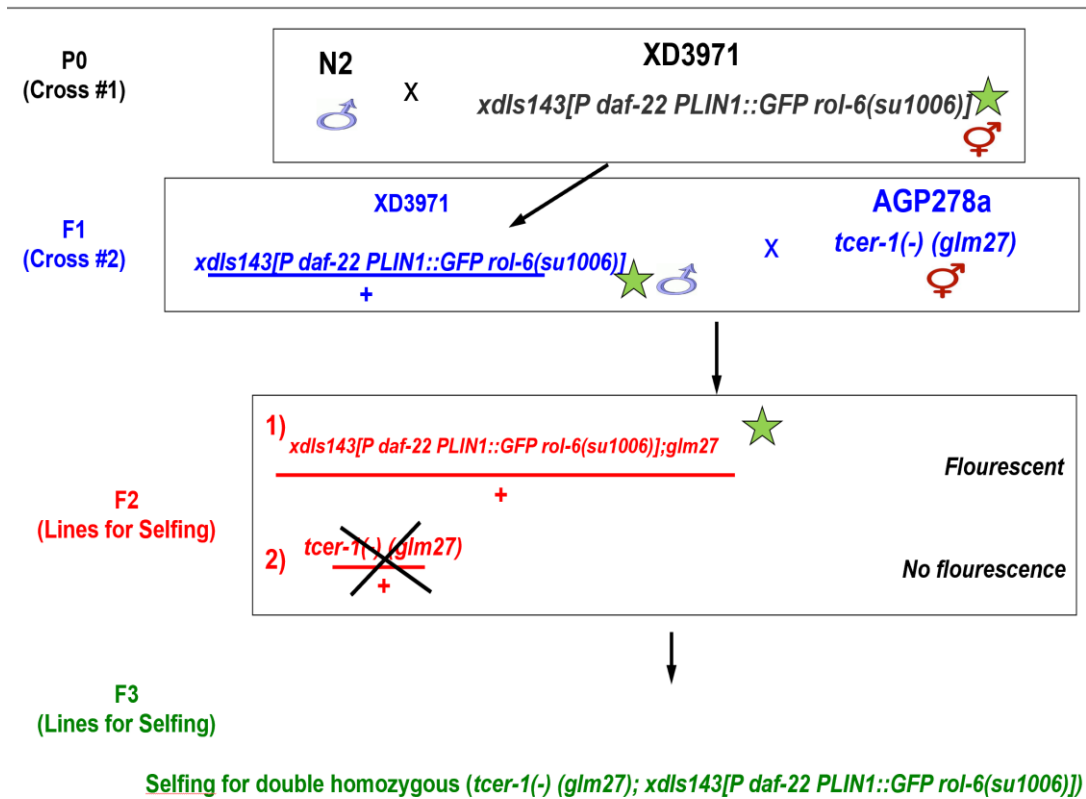 P0
(Cross #1)
N2
X
XD3971
xdIs143[P daf-22 PLIN1::GFP rol-6(su1006)]
F1
(Cross #2)
XD3971
xdIs143[P daf-22 PLIN1::GFP rol-6(su1006)]
+
X
AGP278a
tcer-1(-) (glm27)
F2
(Lines for Selfing)
1)
xdIs143[P daf-22 PLIN1::GFP rol-6(su1006)];glm27
+
Flourescent
2)
tcer-1(-) (glm27)
+
No flourescence
F3
(Lines for Selfing)
Selfing for double homozygous (tcer-1(-) (glm27); xdIs143[P daf-22 PLIN1::GFP rol-6(su1006)])